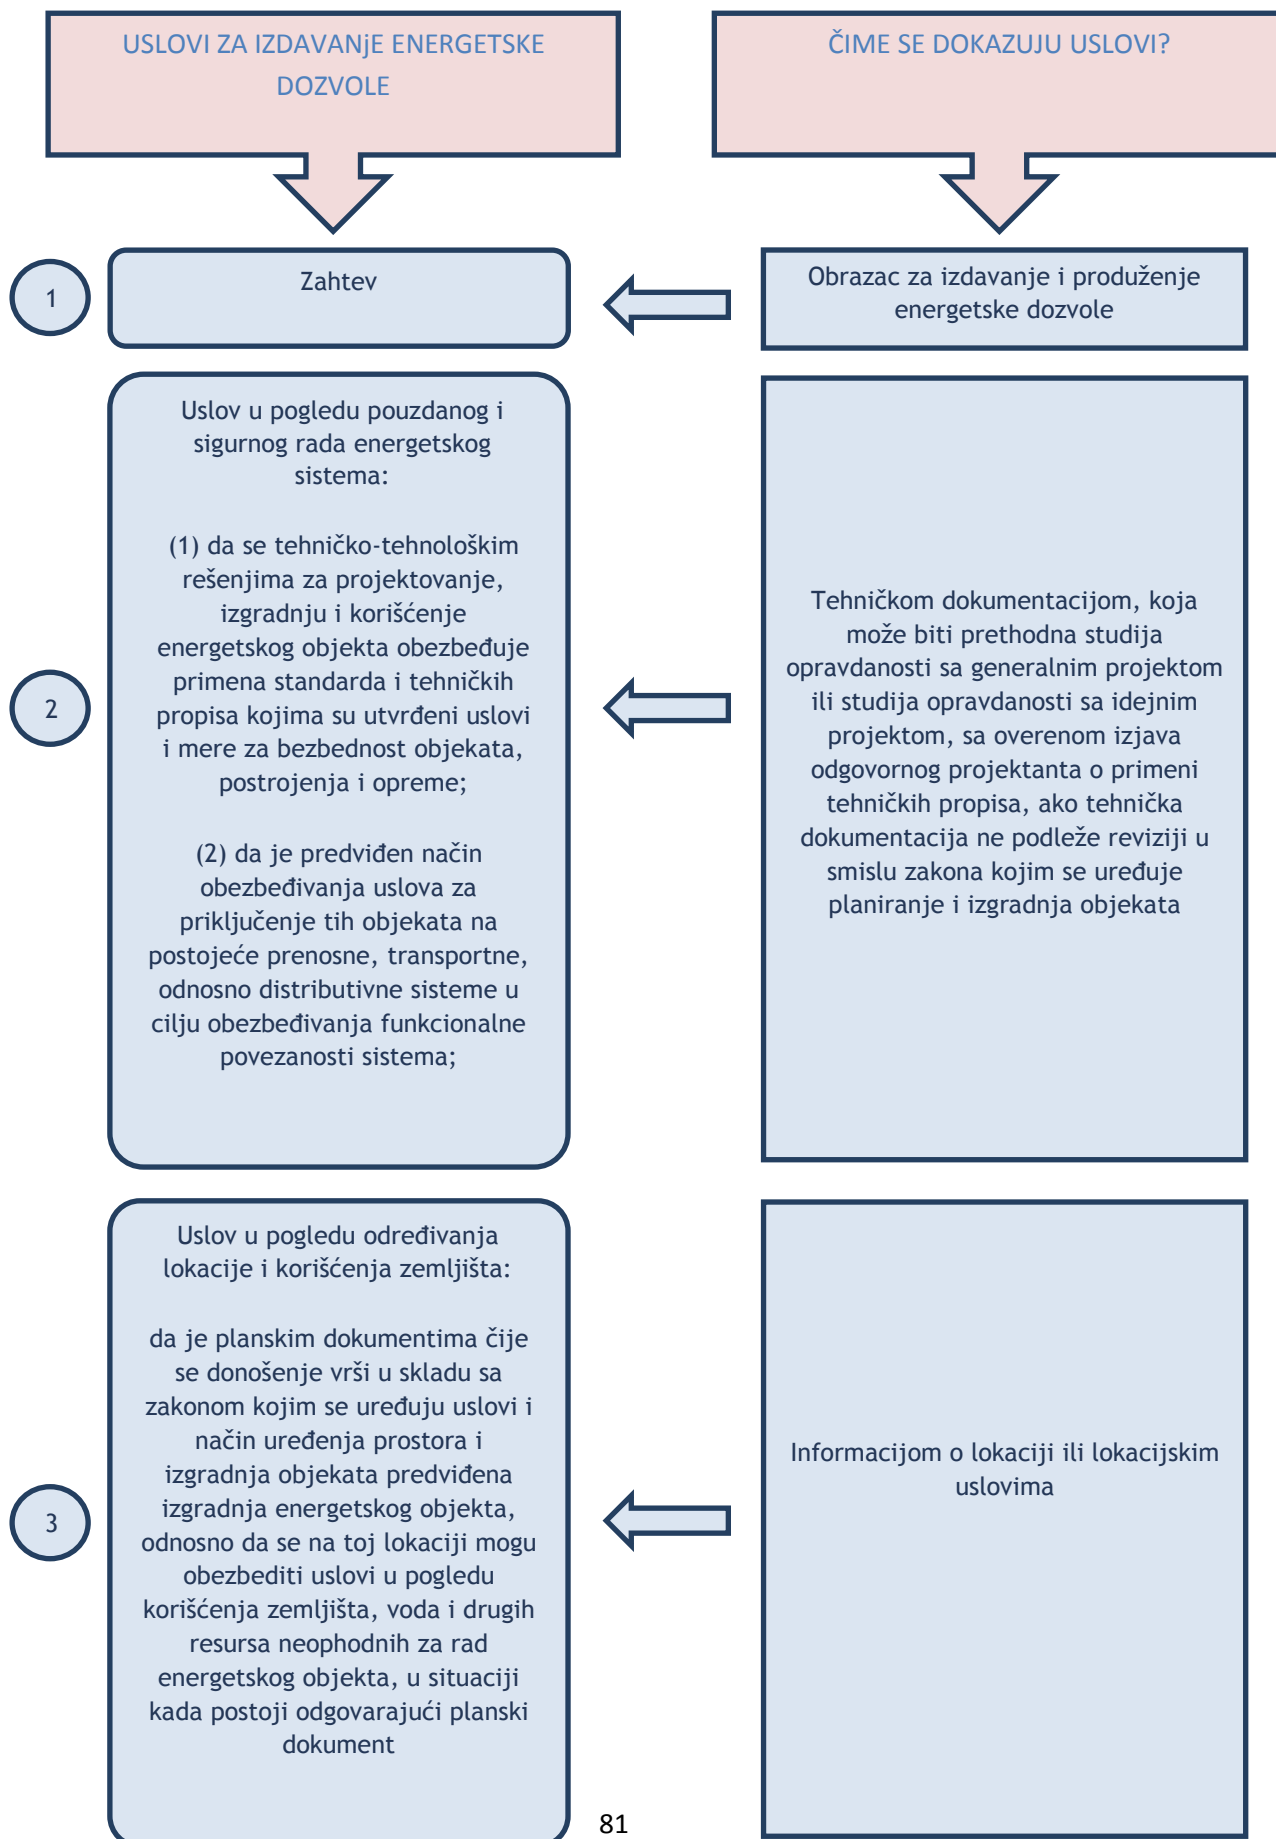 USLOVI ZA IZDAVANjE ENERGETSKE
DOZVOLE
ČIME SE DOKAZUJU USLOVI?
1
Zahtev
Obrazac za izdavanje i produženje
energetske dozvole
2
Uslov u pogledu pouzdanog i
sigurnog rada energetskog
sistema:
(1) da se tehničko-tehnološkim
rešenjima za projektovanje,
izgradnju i korišćenje
energetskog objekta obezbeđuje
primena standarda i tehničkih
propisa kojima su utvrđeni uslovi
i mere za bezbednost objekata,
postrojenja i opreme;
(2) da je predviđen način
obezbeđivanja uslova za
priključenje tih objekata na
postojeće prenosne, transportne,
odnosno distributivne sisteme u
cilju obezbeđivanja funkcionalne
povezanosti sistema;
Tehničkom dokumentacijom, koja
može biti prethodna studija
opravdanosti sa generalnim projektom
ili studija opravdanosti sa idejnim
projektom, sa overenom izjava
odgovornog projektanta o primeni
tehničkih propisa, ako tehnička
dokumentacija ne podleže reviziji u
smislu zakona kojim se uređuje
planiranje i izgradnja objekata
3
Uslov u pogledu određivanja
lokacije i korišćenja zemljišta:
da je planskim dokumentima čije
se donošenje vrši u skladu sa
zakonom kojim se uređuju uslovi i
način uređenja prostora i
izgradnja objekata predviđena
izgradnja energetskog objekta,
odnosno da se na toj lokaciji mogu
obezbediti uslovi u pogledu
korišćenja zemljišta, voda i drugih
resursa neophodnih za rad
energetskog objekta, u situaciji
kada postoji odgovarajući planski
dokument
Informacijom o lokaciji ili lokacijskim
uslovima
81